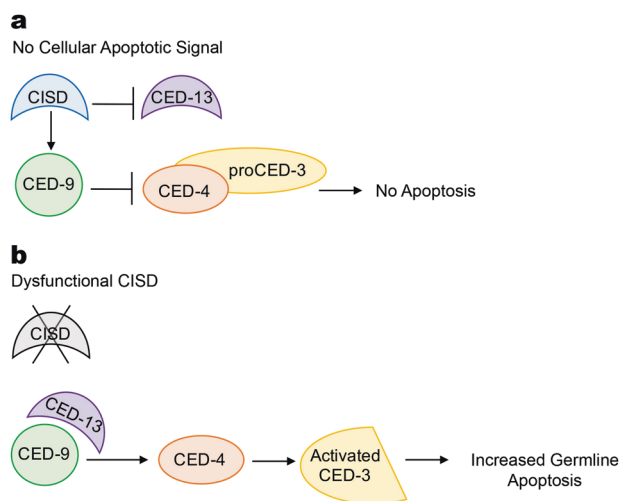 a
No Cellular Apoptotic Signal
CISD
CED-13
CED-9
CED-4
proCED-3
No Apoptosis
b
Dysfunctional CISD
CISD
CED-13
CED-9
CED-4
Activated
CED-3
Increased Germline
Apoptosis